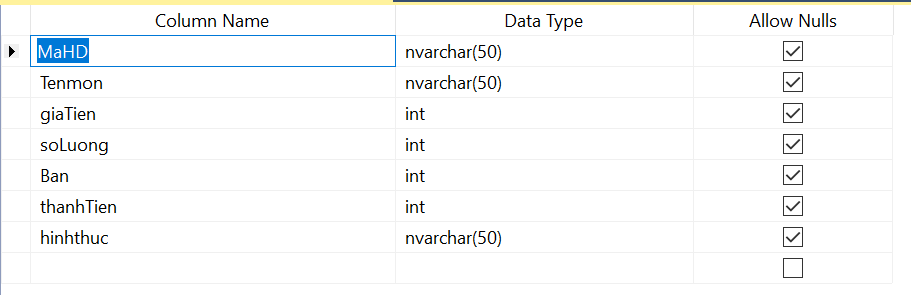 Column Name Data Type Allow Nulls
MaHD nvarchar(50)
Tenmon nvarchar(50)
giaTien int
soLuong int
Ban int
thanhTien int
hinhthuc nvarchar(50)